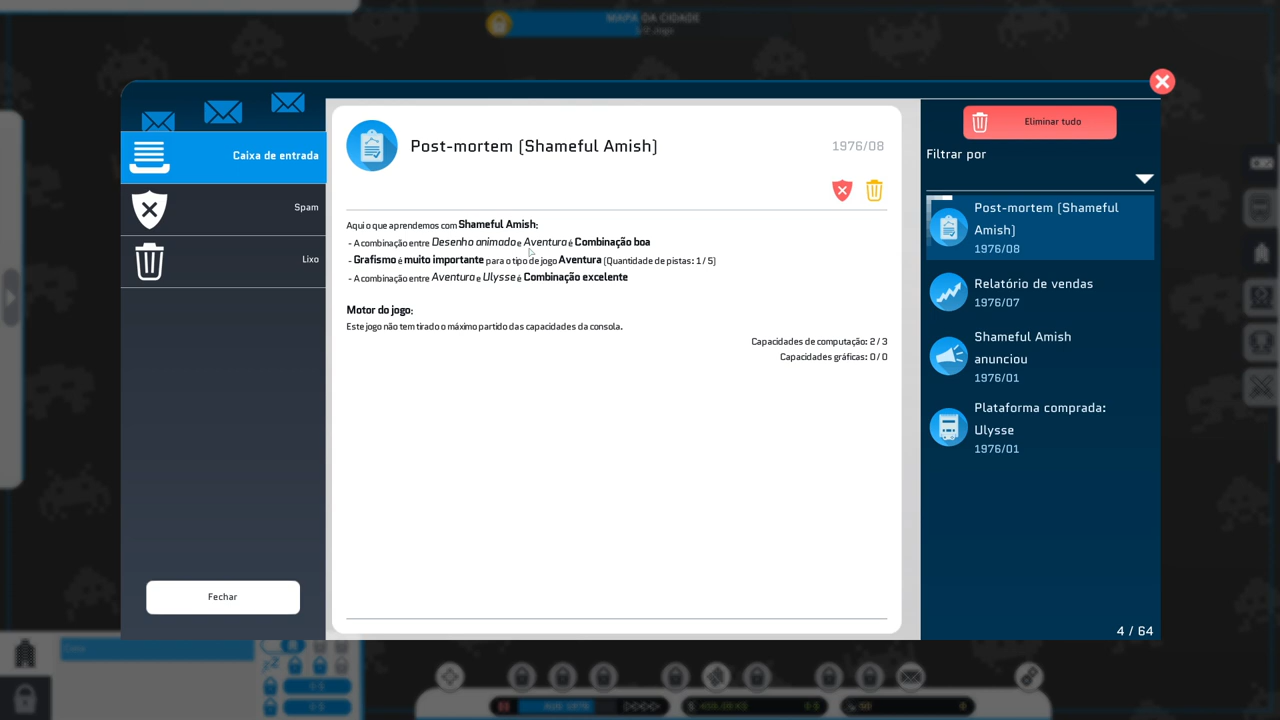 MAPA DA CIDADE
Caixa de entrada
Spam
Lixo
Fechar
Post-mortem (Shameful Amish)
1976/08
Aqui o que aprendemos com Shameful Amish:
- A combinação entre Desenho animado e Aventura é Combinação boa
- Grafismo é muito importante para o tipo de jogo Aventura (Quantidade de pistas: 1 / 5)
- A combinação entre Aventura e Ulysse é Combinação excelente
Motor do jogo:
Este jogo não tem tirado o máximo partido das capacidades da consola.
Capacidades de computação: 2 / 3
Capacidades gráficas: 0 / 0
Eliminar tudo
Filtrar por
Post-mortem (Shameful
Amish)
1976/08
Relatório de vendas
1976/07
Shameful Amish
anunciou
1976/01
Plataforma comprada:
Ulysse
1976/01
4 / 64